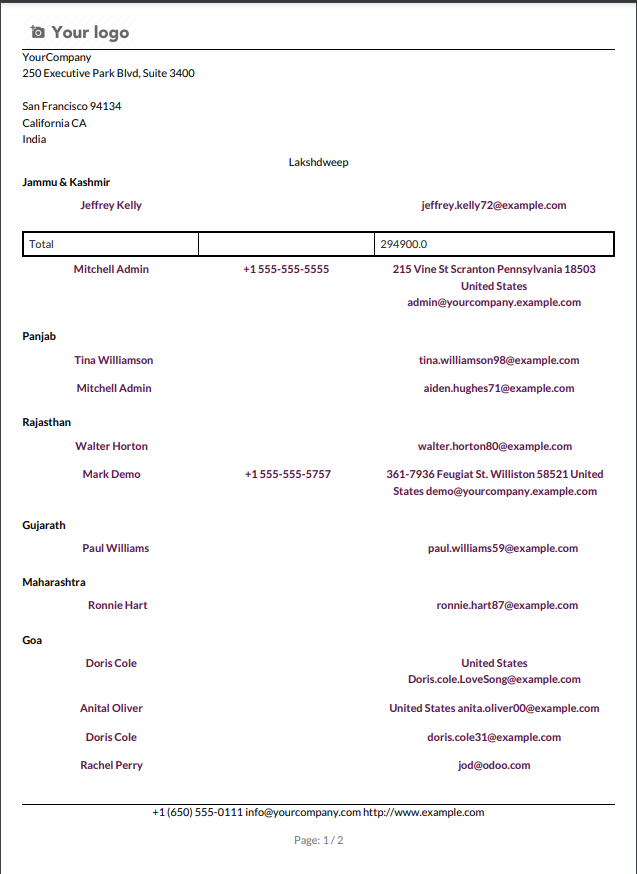 Your logo
YourCompany
250 Executive Park Blvd, Suite 3400
San Francisco 94134
California CA
India
Lakshdweep
Jammu & Kashmir
Jeffrey Kelly jeffrey.kelly72@example.com
Total 294900.0
Mitchell Admin +1 555-555-5555 215 Vine St Scranton Pennsylvania 18503
United States
admin@yourcompany.example.com
Panjab
Tina Williamson tina.williamson98@example.com
Mitchell Admin aiden.hughes71@example.com
Rajasthan
Walter Horton walter.horton80@example.com
Mark Demo +1 555-555-5757 361-7936 Feugiat St. Williston 58521 United
States demo@yourcompany.example.com
Gujarath
Paul Williams paul.williams59@example.com
Maharashtra
Ronnie Hart ronnie.hart87@example.com
Goa
Doris Cole United States
Doris.cole.LoveSong@example.com
Anital Oliver United States anita.oliver00@example.com
Doris Cole doris.cole31@example.com
Rachel Perry jod@odoo.com
+1 (650) 555-0111 info@yourcompany.com http://www.example.com
Page: 1 / 2